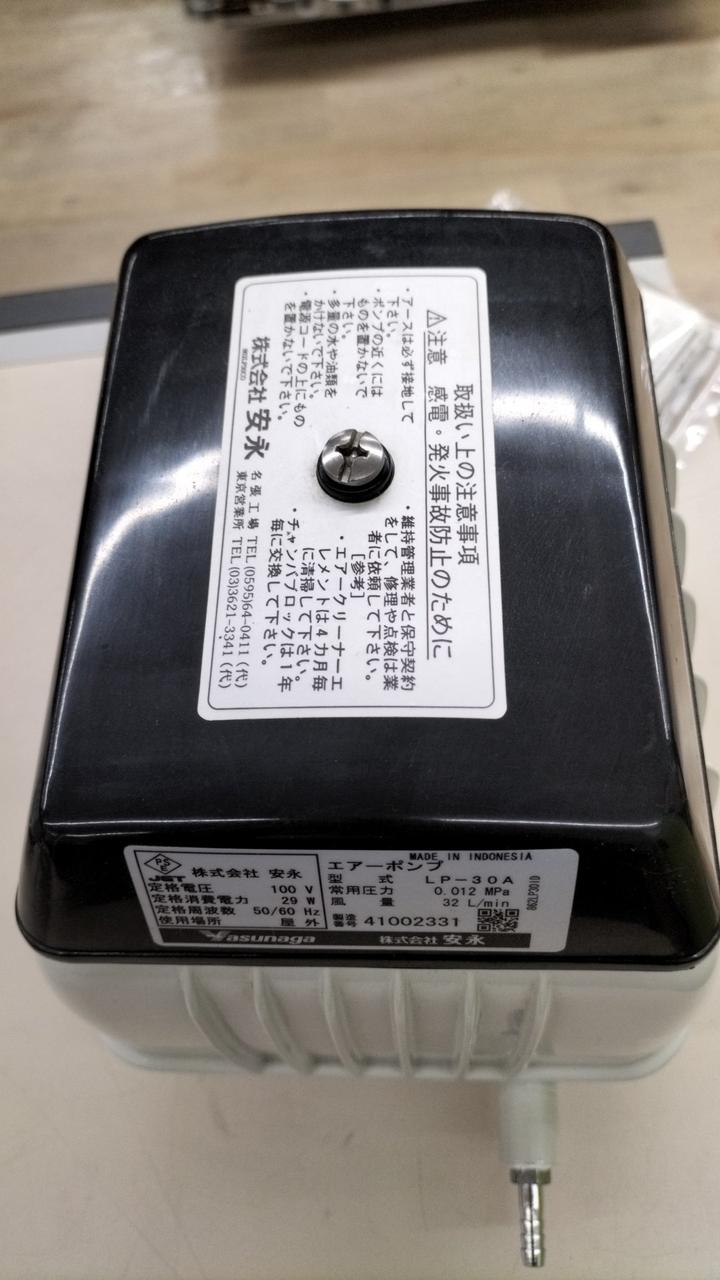 取扱い上の注意事項
⚠注意 感電。発火事故防止のために
・アースは必ず接地して
下さい。
・ポンプの近くには
ものを置かないで
下さい。
・多量の水や油類を
かけないで下さい。
・電源コードの上にもの
を置かないで下さい。
・維持管理業者と保守契約
をして、修理や点検は業
者に依頼して下さい。
[参考]
・エアークリーナーエ
レメントは4カ月毎
に清掃して下さい。
・チャンバブロックは1年
毎に交換して下さい。
株式会社 安永
名張工場 TEL(0595)64-0411(代)
東京営業所 TEL(03)3621-3341(代)
PSE
JET
株式会社 安永
定格電圧 100 V
定格消費電力 29 W
定格周波数 50/60 Hz
使用場所 屋外
MADE IN INDONESIA
エアーポンプ
型式 LP-30A
常用圧力 0.012 MPa
風量 32 L/min
製造番号 41002331
Yasunaga 株式会社 安永